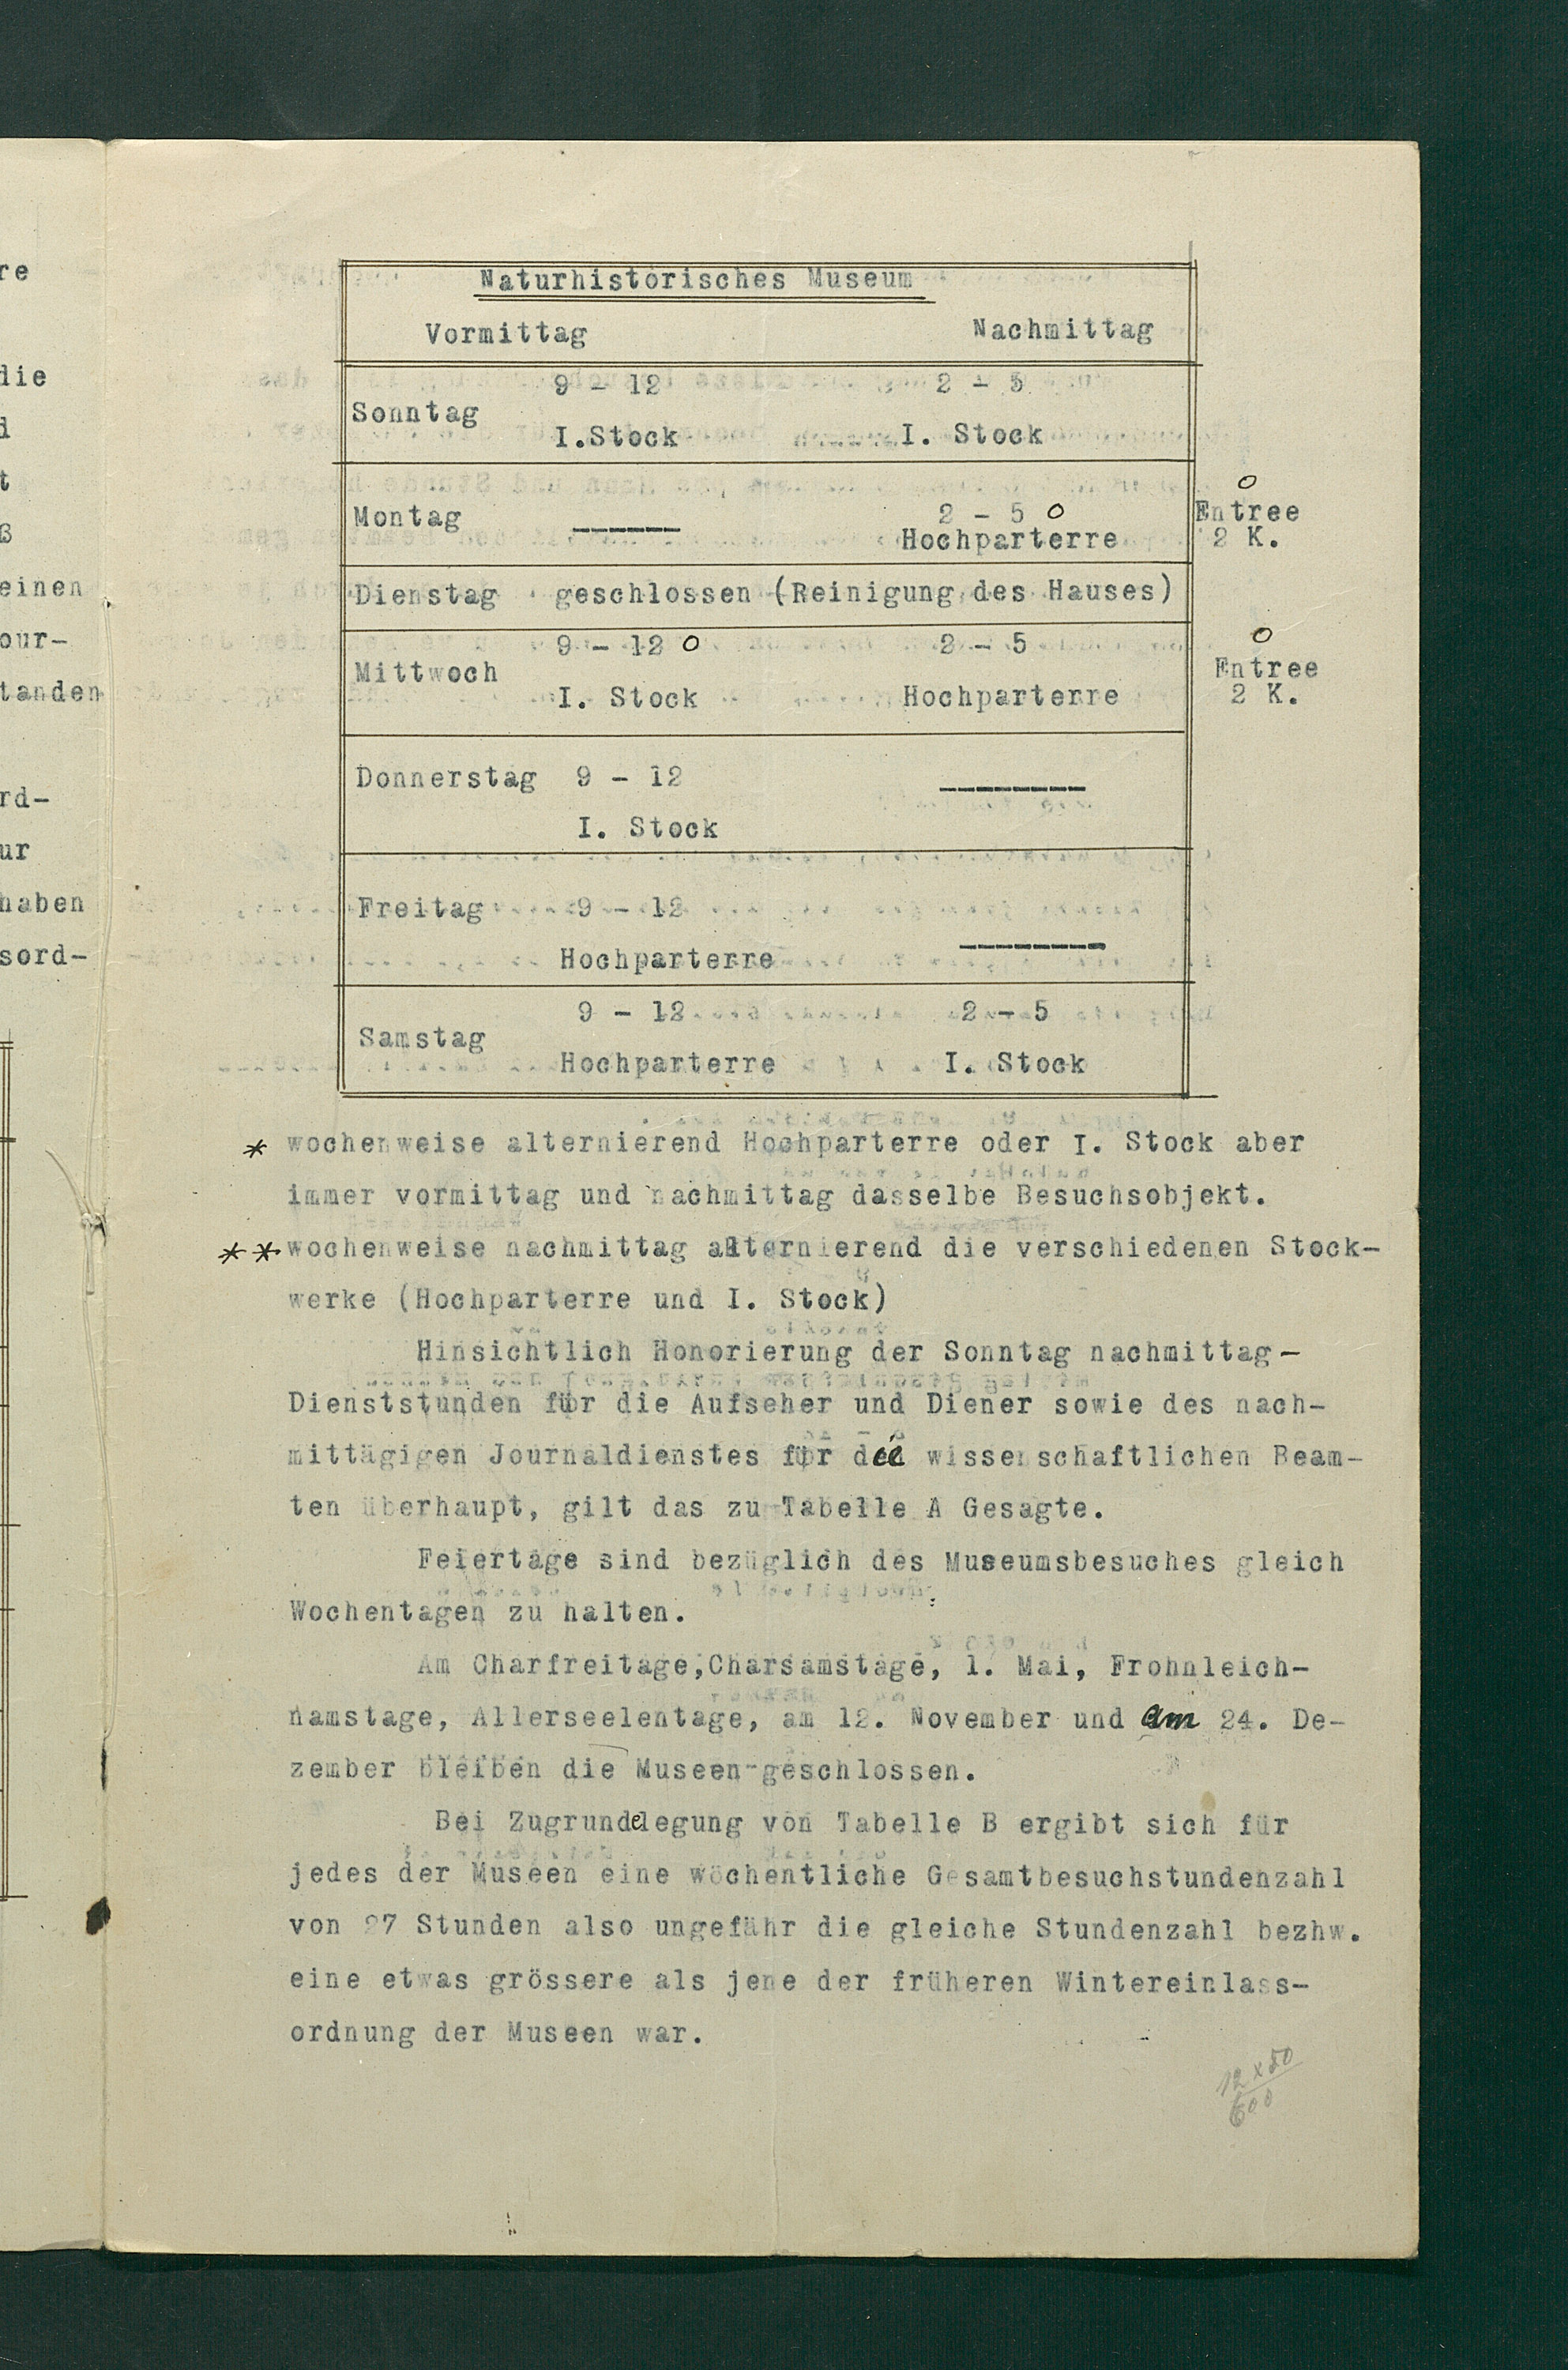 re
die
d
t
ß
einen
our-
tanden
rd-
ur
haben
sord-
Naturhistorisches Museum
Vormittag Nachmittag
9 - 12 2 - 5
Sonntag
I.Stock I. Stock
Montag ------ 2 - 5 o
Hochparterre
o
Entree
2 K.
Dienstag geschlossen (Reinigung des Hauses)
9 - 12 o 2 - 5
Mittwoch
I. Stock Hochparterre
o
Entree
2 K.
Donnerstag 9 - 12 --------
I. Stock
Freitag 9 - 12 --------
Hochparterre
9 - 12 2 - 5
Samstag
Hochparterre I. Stock
* wochenweise alternierend Hochparterre oder I. Stock aber
immer vormittag und nachmittag dasselbe Besuchsobjekt.
** wochenweise nachmittag alternierend die verschiedenen Stock-
werke (Hochparterre und I. Stock)
Hinsichtlich Honorierung der Sonntag nachmittag-
Dienststunden für die Aufseher und Diener sowie des nach-
mittägigen Journaldienstes für die wissenschaftlichen Beam-
ten überhaupt, gilt das zu Tabelle A Gesagte.
Feiertage sind bezüglich des Museumsbesuches gleich
Wochentagen zu halten.
Am Charfreitage,Charsamstage, 1. Mai, Frohnleich-
namstage, Allerseelentage, am 12. November und am 24. De-
zember bleiben die Museen geschlossen.
Bei Zugrundelegung von Tabelle B ergibt sich für
jedes der Museen eine wöchentliche Gesamtbesuchstundenzahl
von 27 Stunden also ungefähr die gleiche Stundenzahl bezhw.
eine etwas grössere als jene der früheren Wintereinlass-
ordnung der Museen war.
12 x 50
600